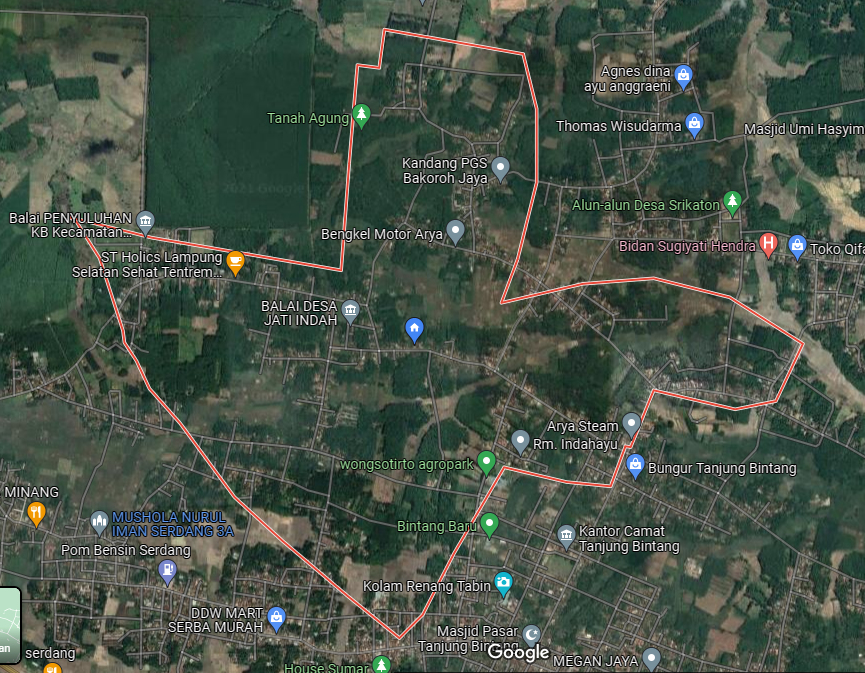 Agnes dina
ayu anggraeni
Tanah Agung
Thomas Wisudarma
Masjid Umi Hasyim
Kandang PGS
Bakoroh Jaya
Alun-alun Desa Srikaton
Balai PENYULUHAN
KB Kecamatan...
Bengkel Motor Arya
Bidan Sugiyati Hendra
Toko Qifa
ST Holics Lampung
Selatan Sehat Tentrem...
BALAI DESA
JATI INDAH
Arya Steam
Rm. Indahayu
wongsotirto agropark
Bungur Tanjung Bintang
MINANG
MUSHOLA NURUL
IMAN SERDANG 3A
Bintang Baru
Kantor Camat
Tanjung Bintang
Pom Bensin Serdang
Kolam Renang Tabin
DDW MART
SERBA MURAH
Masjid Pasar
Tanjung Bintang
Google
serdang
House Sumar
MEGAN JAYA
an